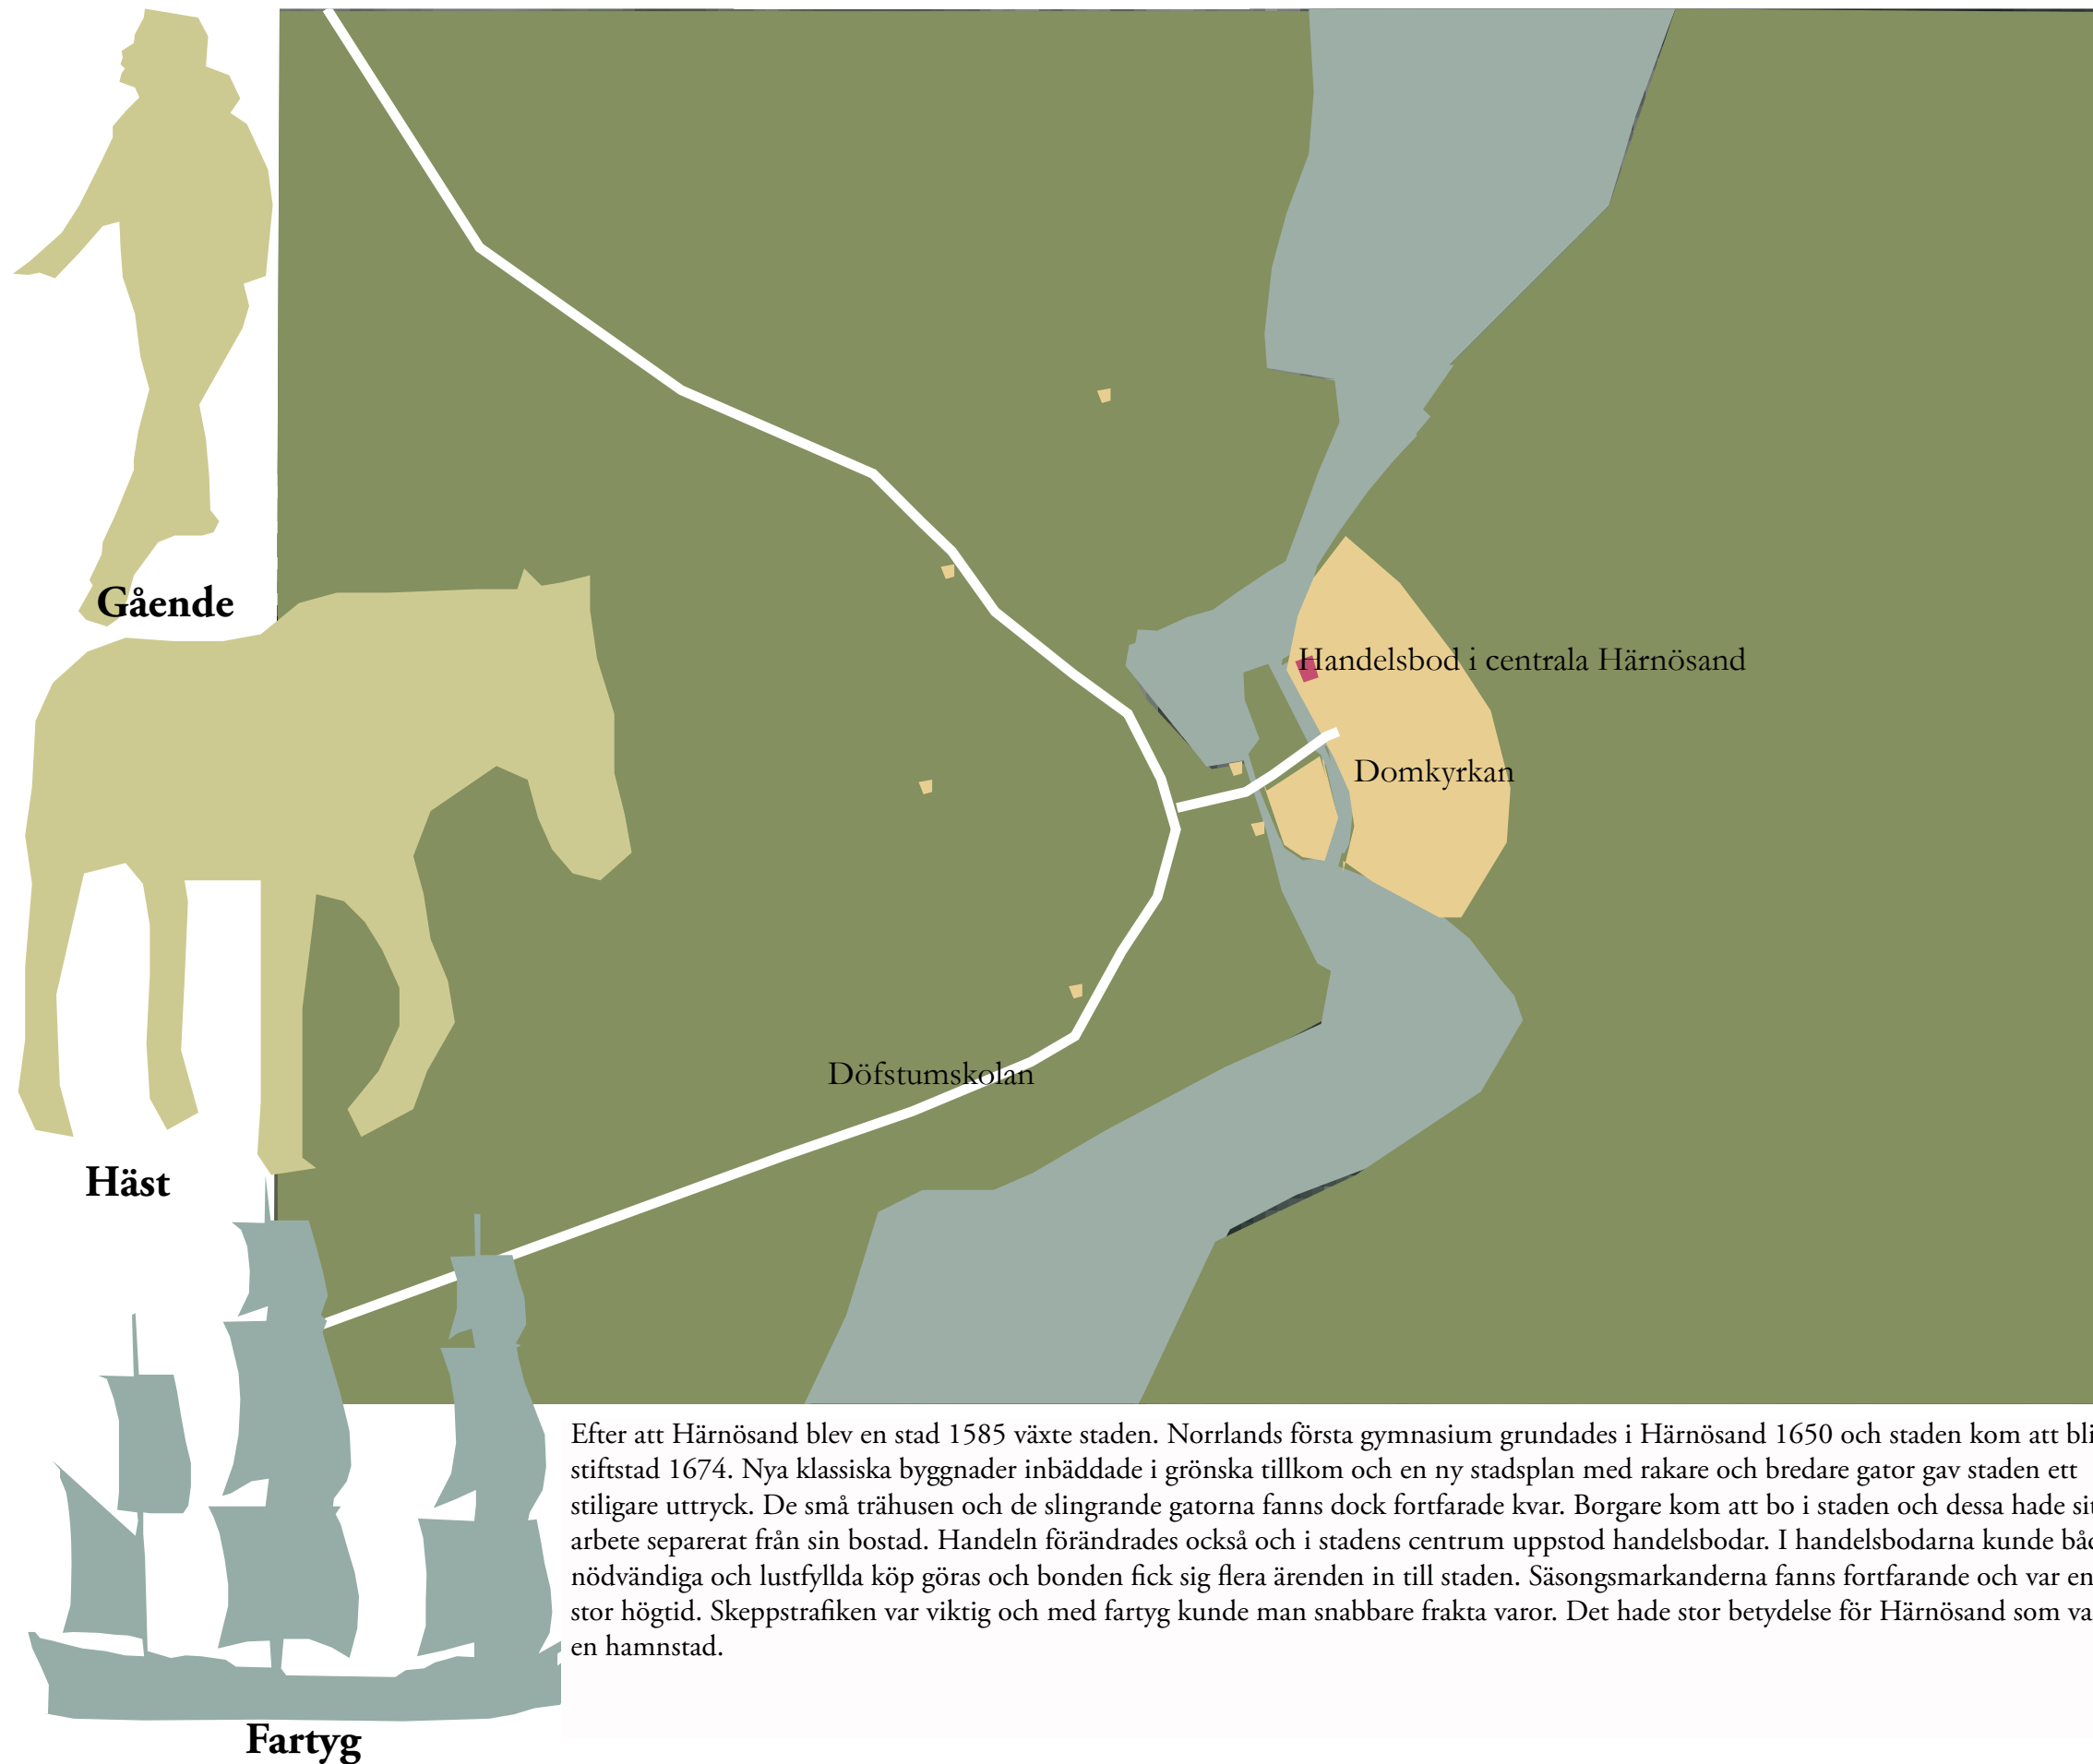 Gående
Handelsbod i centrala Härnösand
Domkyrkan
Döfstumskolan
Häst
Efter att Härnösand blev en stad 1585 växte staden. Norrlands första gymnasium grundades i Härnösand 1650 och staden kom att bli
stiftstad 1674. Nya klassiska byggnader inbäddade i grönska tillkom och en ny stadsplan med rakare och bredare gator gav staden ett
stiligare uttryck. De små trähusen och de slingrande gatorna fanns dock fortfarade kvar. Borgare kom att bo i staden och dessa hade sit
arbete separerat från sin bostad. Handeln förändrades också och i stadens centrum uppstod handelsbodar. I handelsbodarna kunde båd
nödvändiga och lustfyllda köp göras och bonden fick sig flera ärenden in till staden. Säsongsmarkanderna fanns fortfarande och var en
stor högtid. Skeppstrafiken var viktig och med fartyg kunde man snabbare frakta varor. Det hade stor betydelse för Härnösand som va
en hamnstad.
Fartyg